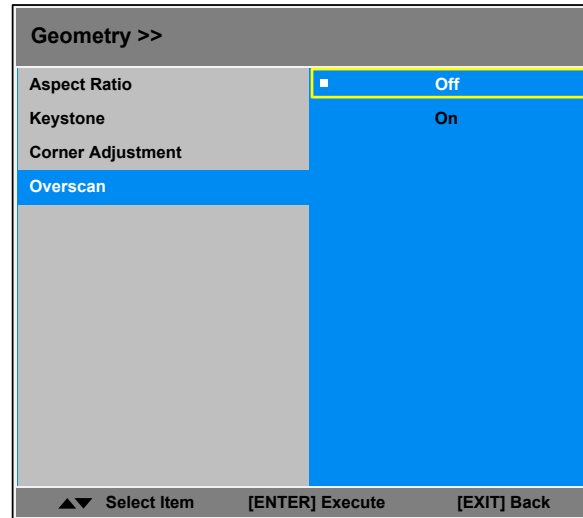 Geometry >>
Aspect Ratio
Off
Keystone
On
Corner Adjustment
Overscan
▲▼ Select Item [ENTER] Execute [EXIT] Back